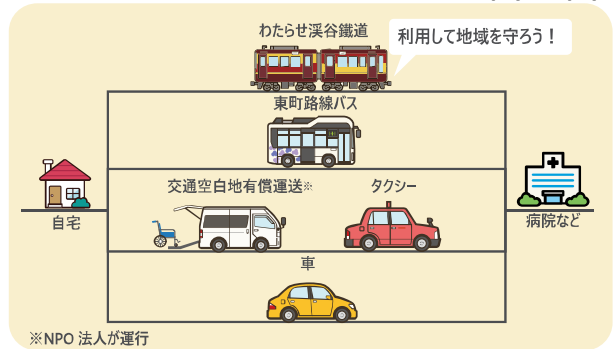 わたらせ渓谷鐵道
利用して地域を守ろう!
東町路線バス
交通空白地有償運送※
タクシー
自宅
病院など
車
※NPO 法人が運行